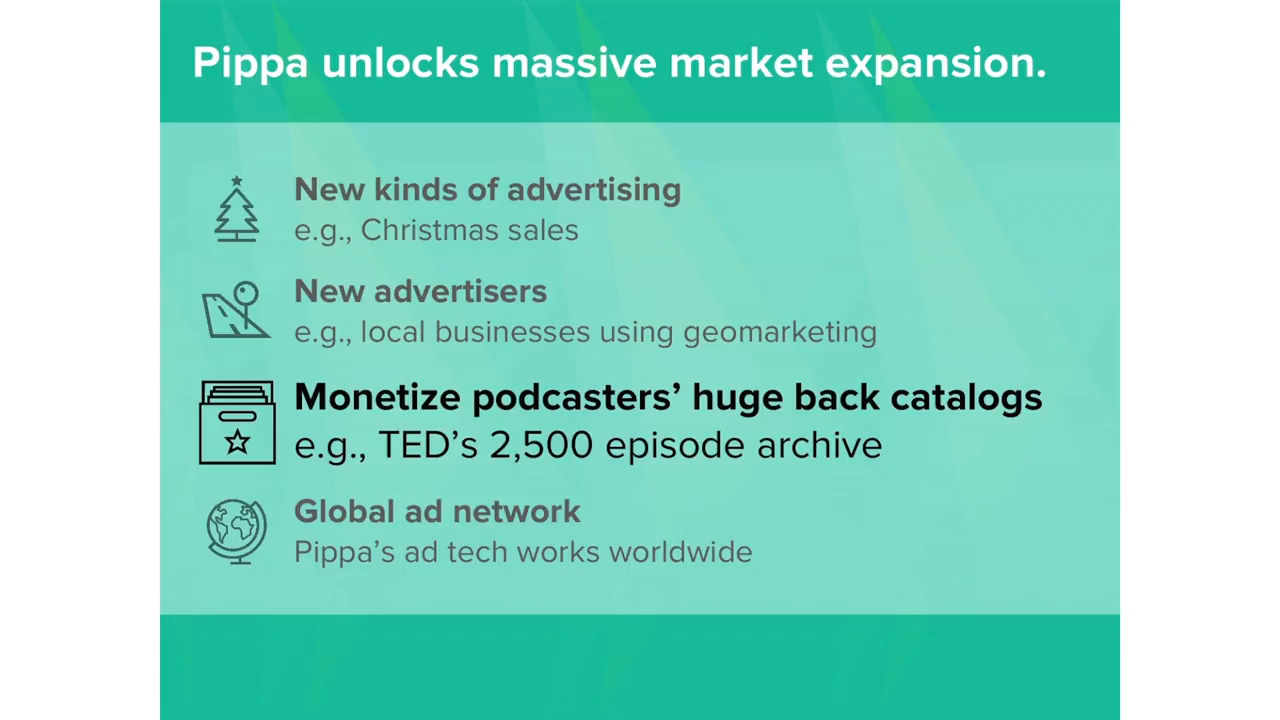 Pippa unlocks massive market expansion.
New kinds of advertising
e.g., Christmas sales
New advertisers
e.g., local businesses using geomarketing
Monetize podcasters’ huge back catalogs
e.g., TED’s 2,500 episode archive
Global ad network
Pippa’s ad tech works worldwide